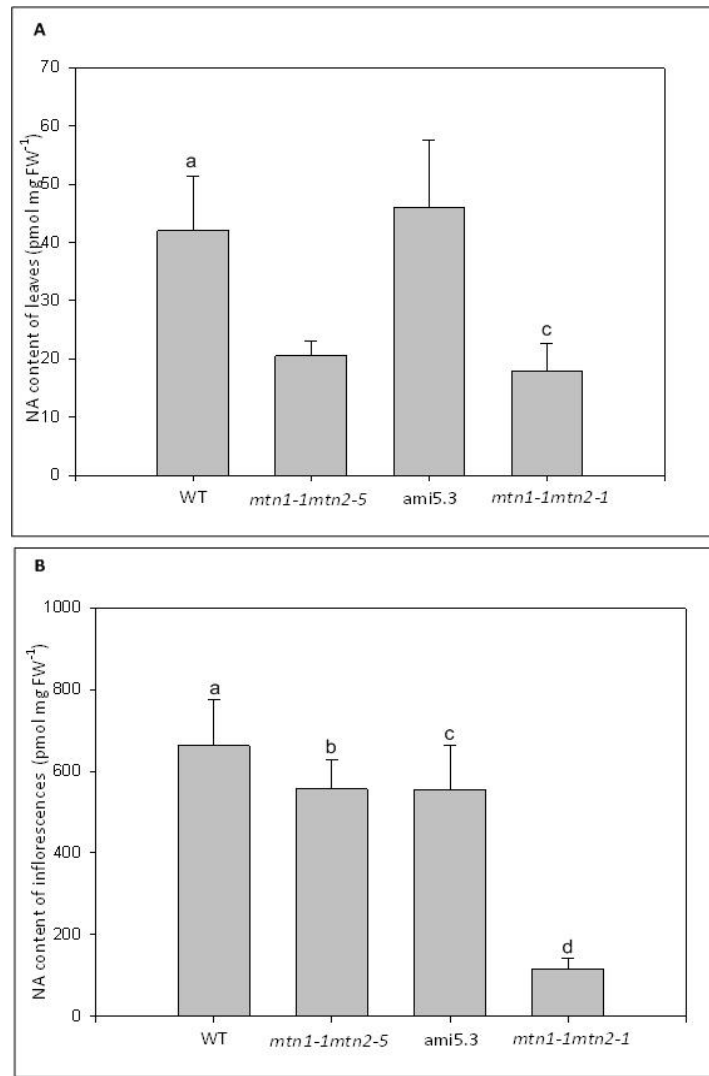 A
NA content of leaves (pmol mg FW⁻¹)
70
60
50
40
30
20
10
0
a
c
WT mtn1-1mtn2-5 ami5.3 mtn1-1mtn2-1
B
NA content of inflorescences (pmol mg FW⁻¹)
1000
800
600
400
200
0
a
b
c
d
WT mtn1-1mtn2-5 ami5.3 mtn1-1mtn2-1